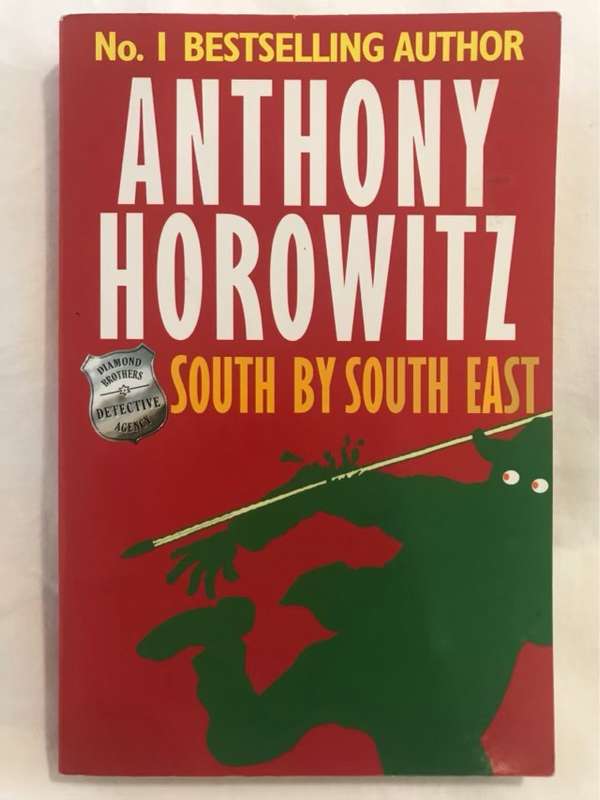 No. 1 BESTSELLING AUTHOR
ANTHONY
HOROWITZ
DIAMOND
BROTHERS
DETECTIVE
AGENCY
SOUTH BY SOUTH EAST